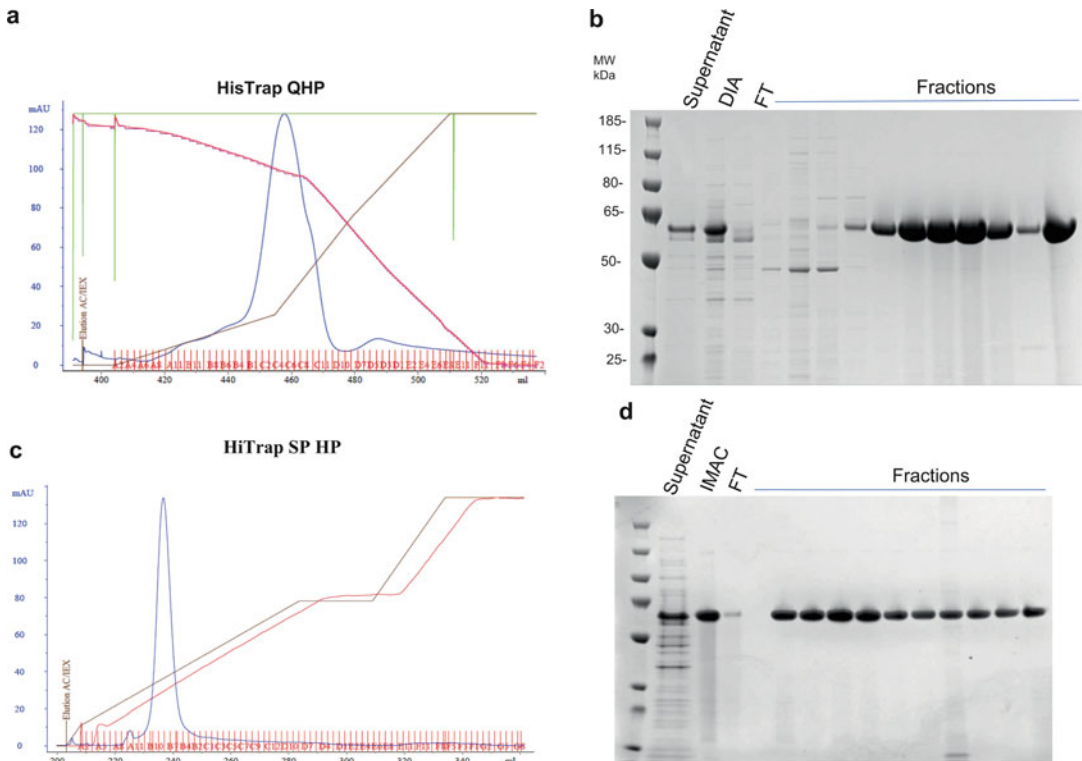 a
HisTrap QHP
mAU
120
100
80
60
40
20
0
Elution AC/IEX
400 420 440 460 480 500 520 ml
b
MW
kDa
Supernatant
DIA
FT
Fractions
185-
115-
80-
65-
50-
30-
25-
c
HiTrap SP HP
mAU
120
100
80
60
40
20
0
Elution AC/IEX
200 220 240 260 280 300 320 340 ml
d
Supernatant
IMAC
FT
Fractions